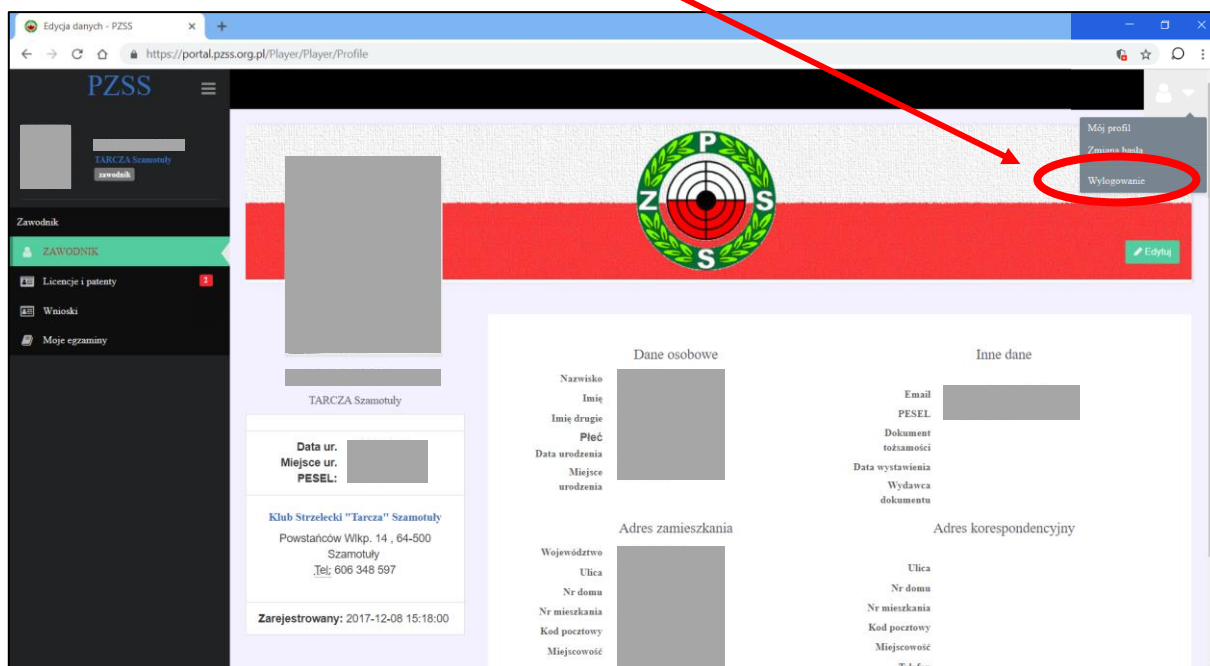 Edycja danych - PZSS
https://portal.pzss.org.pl/Player/Player/Profile
PZSS
TARCZA Szamotuły
zawodnik
Mój profil
Zmiana hasła
Wylogowanie
P
Z S
S
Zawodnik
ZAWODNIK
Edytuj
Licencje i patenty
Wnioski
Moje egzaminy
TARCZA Szamotuły
Data ur.
Miejsce ur.
PESEL:
Klub Strzelecki "Tarcza" Szamotuły
Powstańców Wlkp. 14 , 64-500
Szamotuły
Tel: 606 348 597
Zarejestrowany: 2017-12-08 15:18:00
Dane osobowe
Nazwisko
Imię
Imię drugie
Płeć
Data urodzenia
Miejsce
urodzenia
Inne dane
Email
PESEL
Dokument
tożsamości
Data wystawienia
Wydawca
dokumentu
Adres zamieszkania
Województwo
Ulica
Nr domu
Nr mieszkania
Kod pocztowy
Miejscowość
Adres korespondencyjny
Ulica
Nr domu
Nr mieszkania
Kod pocztowy
Miejscowość